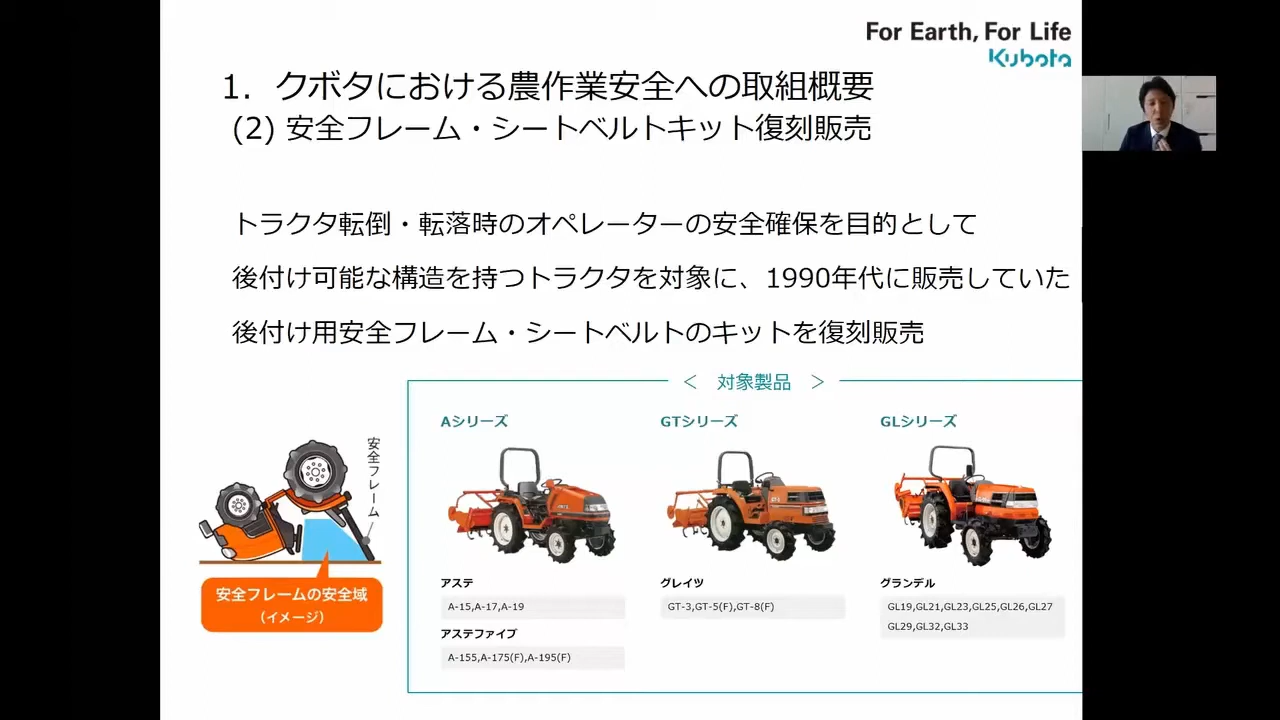 For Earth, For Life
Kubota
1. クボタにおける農作業安全への取組概要
(2) 安全フレーム・シートベルトキット復刻販売
トラクタ転倒・転落時のオペレーターの安全確保を目的として
後付け可能な構造を持つトラクタを対象に、1990年代に販売していた
後付け用安全フレーム・シートベルトのキットを復刻販売
＜ 対象製品 ＞
Aシリーズ
GTシリーズ
GLシリーズ
安全フレーム
安全フレームの安全域
（イメージ）
アステ
A-15,A-17,A-19
アステファイブ
A-155,A-175(F),A-195(F)
グレイツ
GT-3,GT-5(F),GT-8(F)
グランデル
GL19,GL21,GL23,GL25,GL26,GL27
GL29,GL32,GL33